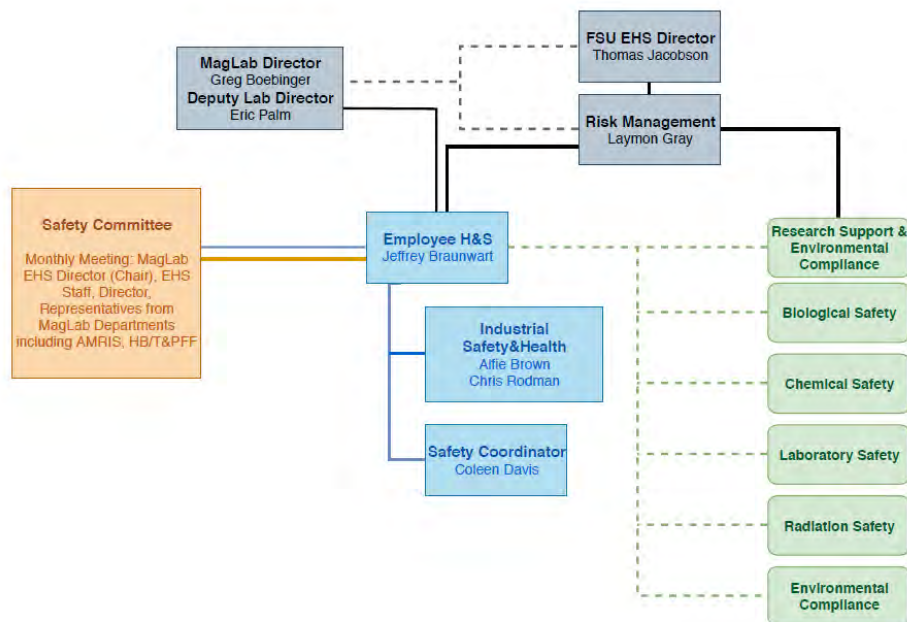 FSU EHS Director
Thomas Jacobson
MagLab Director
Greg Boebinger
Deputy Lab Director
Eric Palm
Risk Management
Laymon Gray
Safety Committee
Monthly Meeting: MagLab
EHS Director (Chair), EHS
Staff, Director,
Representatives from
MagLab Departments
including AMRIS, HB/T&PFF
Employee H&S
Jeffrey Braunwart
Industrial
Safety&Health
Alfie Brown
Chris Rodman
Safety Coordinator
Coleen Davis
Research Support &
Environmental
Compliance
Biological Safety
Chemical Safety
Laboratory Safety
Radiation Safety
Environmental
Compliance